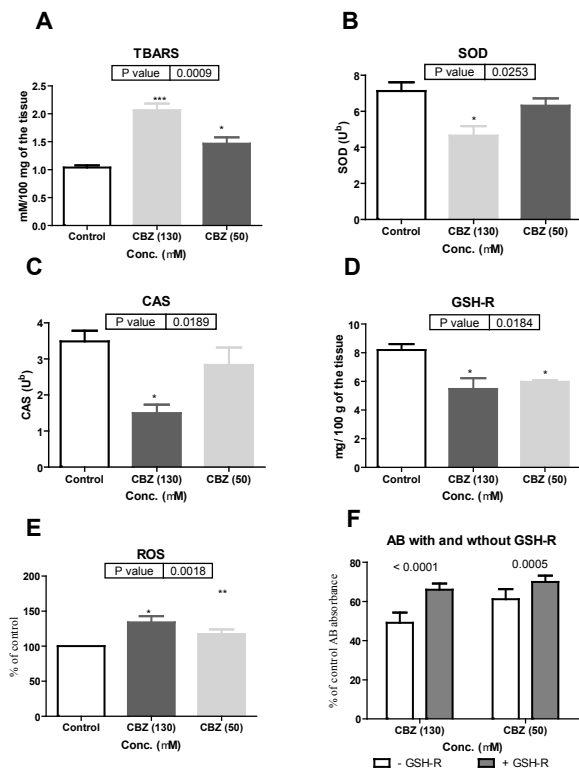 A
TBARS
P value 0.0009
mM/100 mg of the tissue
2.5
2.0
1.5
1.0
0.5
0.0
***
*
Control CBZ (130) CBZ (50)
Conc. (mM)
B
SOD
P value 0.0253
SOD (Uᵇ)
8
6
4
2
0
*
Control CBZ (130) CBZ (50)
Conc. (mM)
C
CAS
P value 0.0189
CAS (Uᵇ)
4
3
2
1
0
*
Control CBZ (130) CBZ (50)
Conc. (mM)
D
GSH-R
P value 0.0184
mg/ 100 g of the tissue
10
8
6
4
2
0
*
*
Control CBZ (130) CBZ (50)
Conc. (mM)
E
ROS
P value 0.0018
% of control
200
150
100
50
0
*
**
Control CBZ (130) CBZ (50)
Conc. (mM)
F
AB with and wthout GSH-R
< 0.0001 0.0005
% of control AB absorbance
80
60
40
20
0
CBZ (130) CBZ (50)
Conc. (mM)
- GSH-R + GSH-R